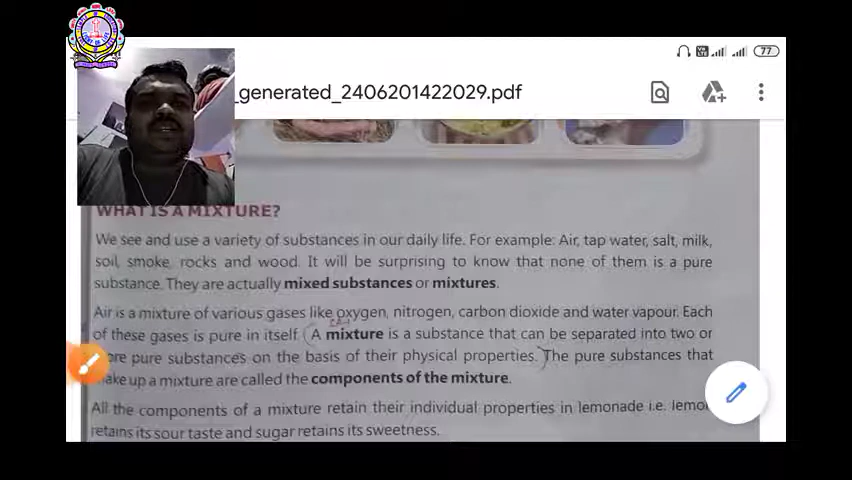 77
_generated_2406201422029.pdf
WHAT IS A MIXTURE?
We see and use a variety of substances in our daily life. For example: Air, tap water, salt, milk,
soil, smoke, rocks and wood. It will be surprising to know that none of them is a pure
substance. They are actually mixed substances or mixtures.
Air is a mixture of various gases like oxygen, nitrogen, carbon dioxide and water vapour. Each
of these gases is pure in itself. (A mixture is a substance that can be separated into two or
ore pure substances on the basis of their physical properties.) The pure substances that
ake up a mixture are called the components of the mixture.
All the components of a mixture retain their individual properties in lemonade i.e. lemo
retains its sour taste and sugar retains its sweetness.